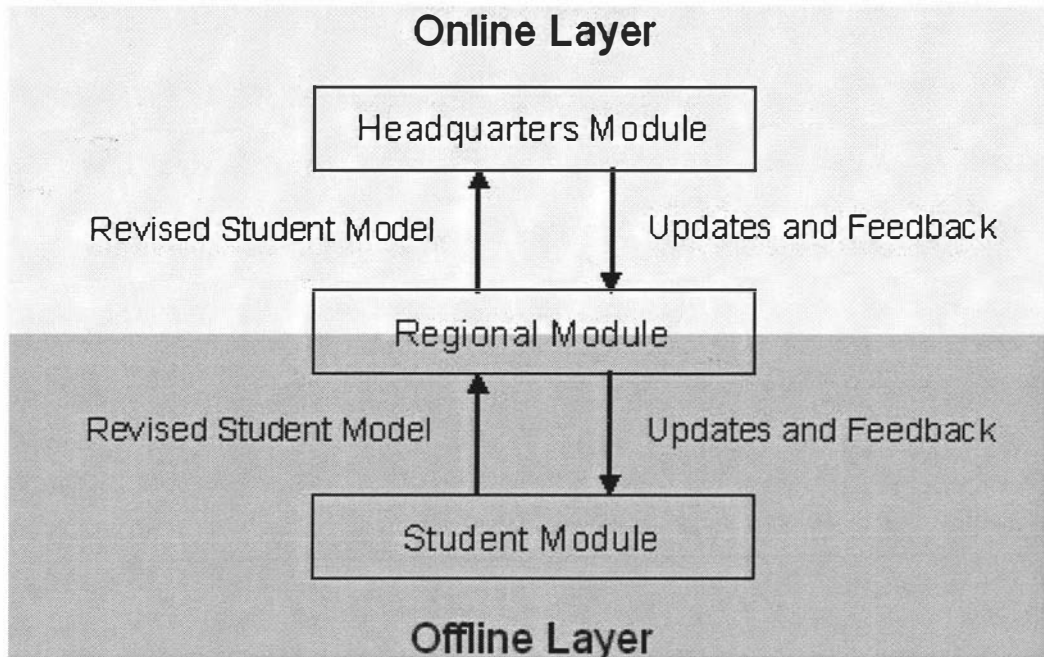 Online Layer
Headquarters Module
Revised Student Model
Updates and Feedback
Regional Module
Revised Student Model
Updates and Feedback
Student Module
Offline Layer